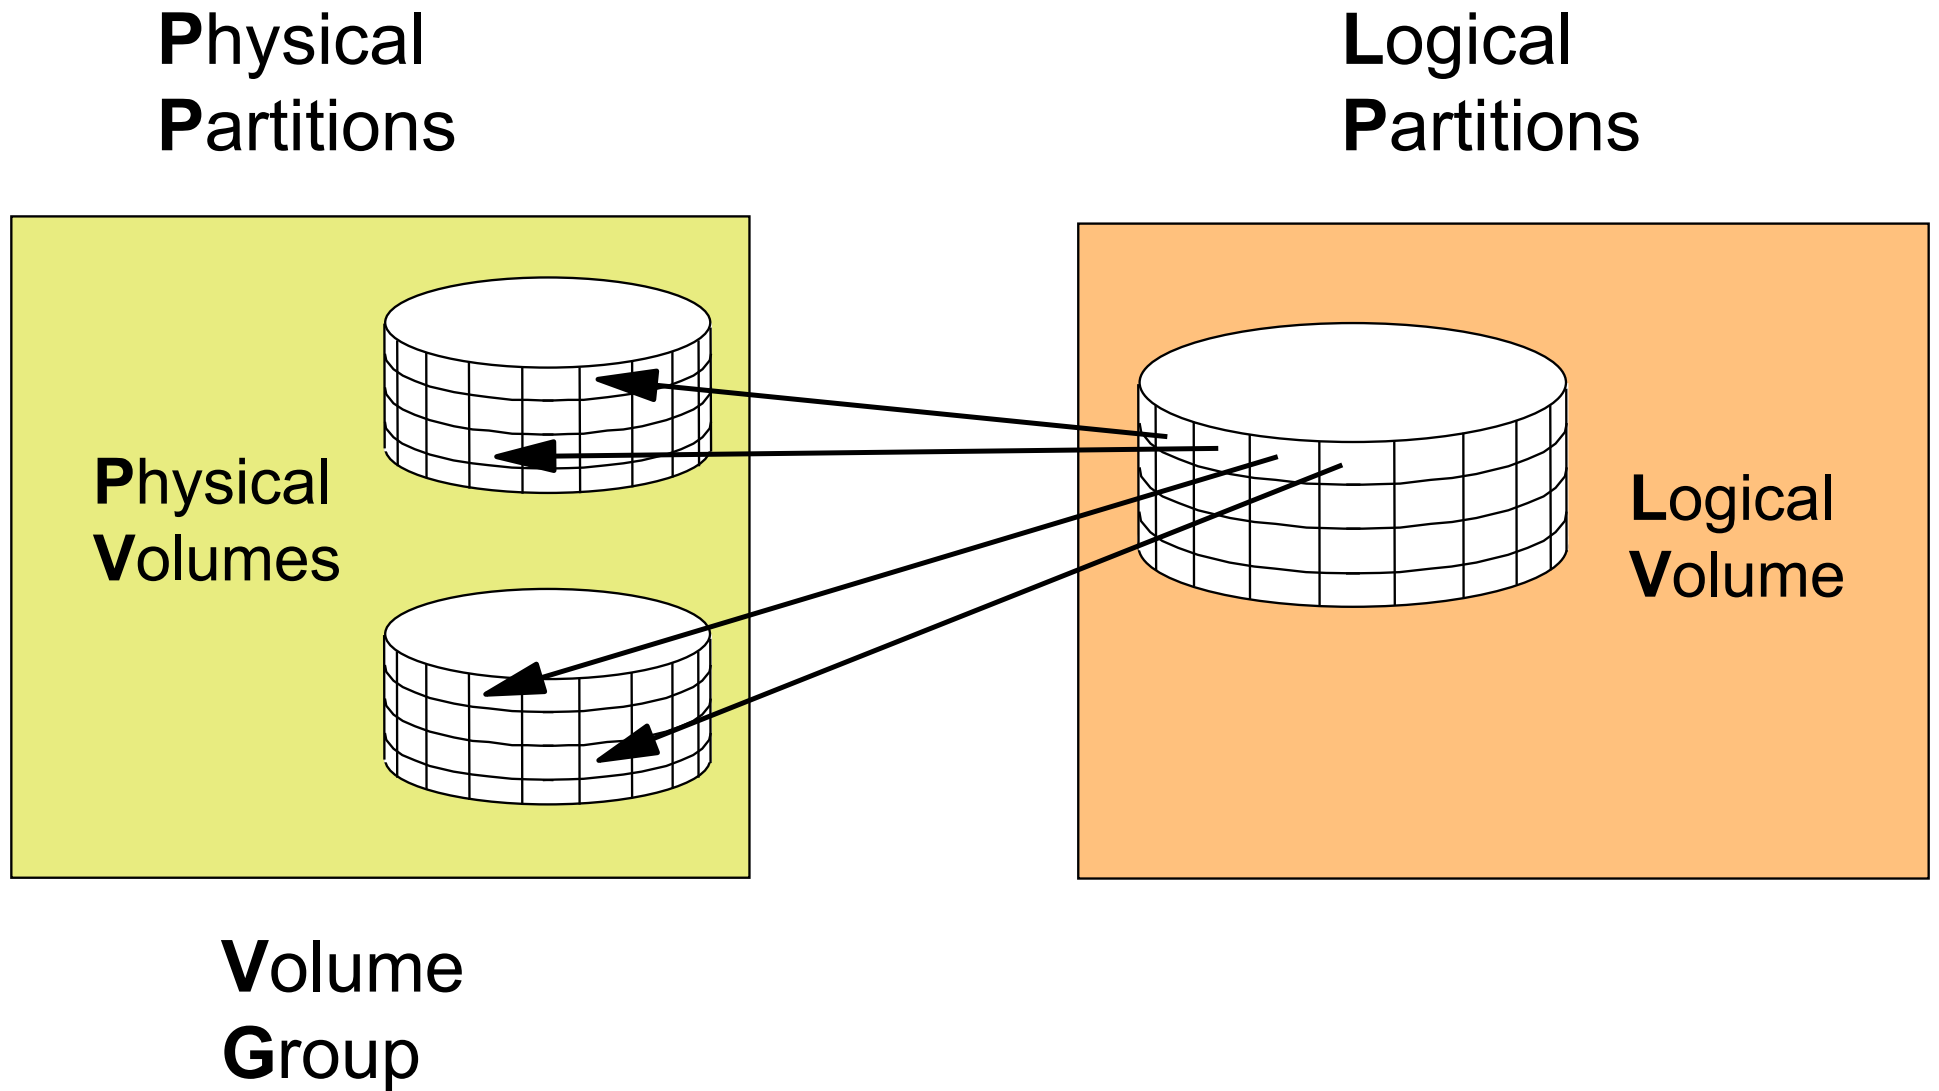 Physical
Partitions
Logical
Partitions
Physical
Volumes
Logical
Volume
Volume
Group